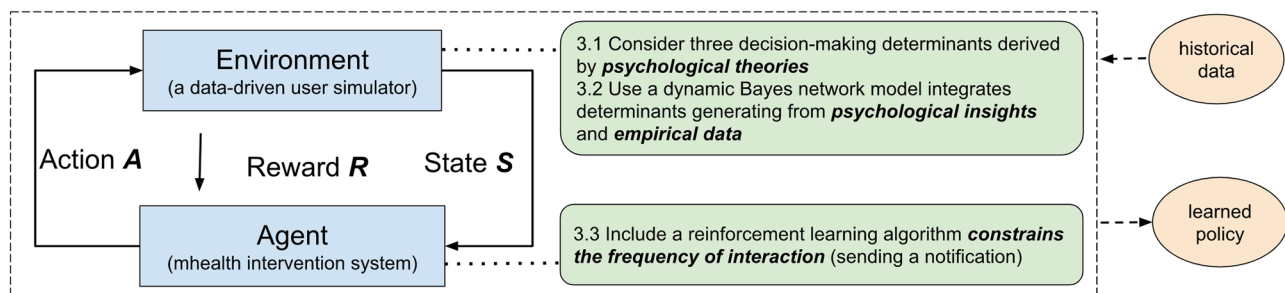 Environment
(a data-driven user simulator)
3.1 Consider three decision-making determinants derived
by psychological theories
3.2 Use a dynamic Bayes network model integrates
determinants generating from psychological insights
and empirical data
historical
data
Action A
Reward R
State S
Agent
(mhealth intervention system)
3.3 Include a reinforcement learning algorithm constrains
the frequency of interaction (sending a notification)
learned
policy